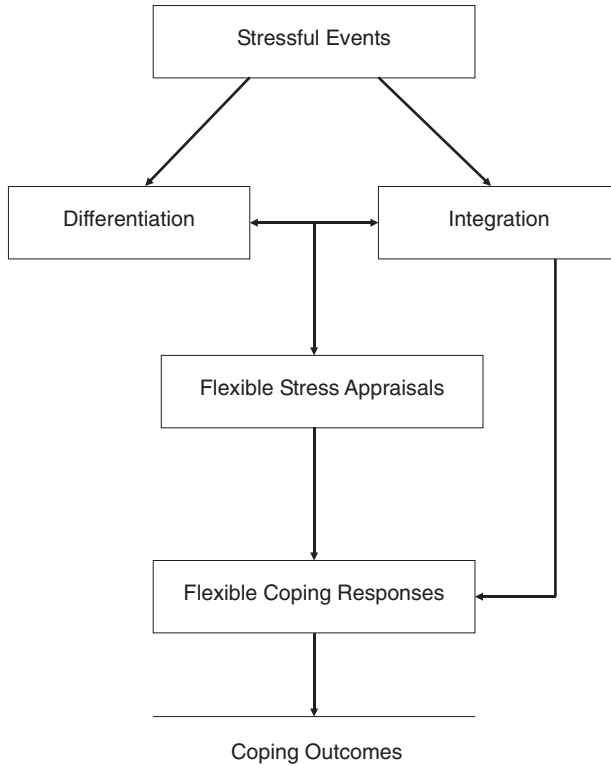 Stressful Events
Differentiation
Integration
Flexible Stress Appraisals
Flexible Coping Responses
Coping Outcomes